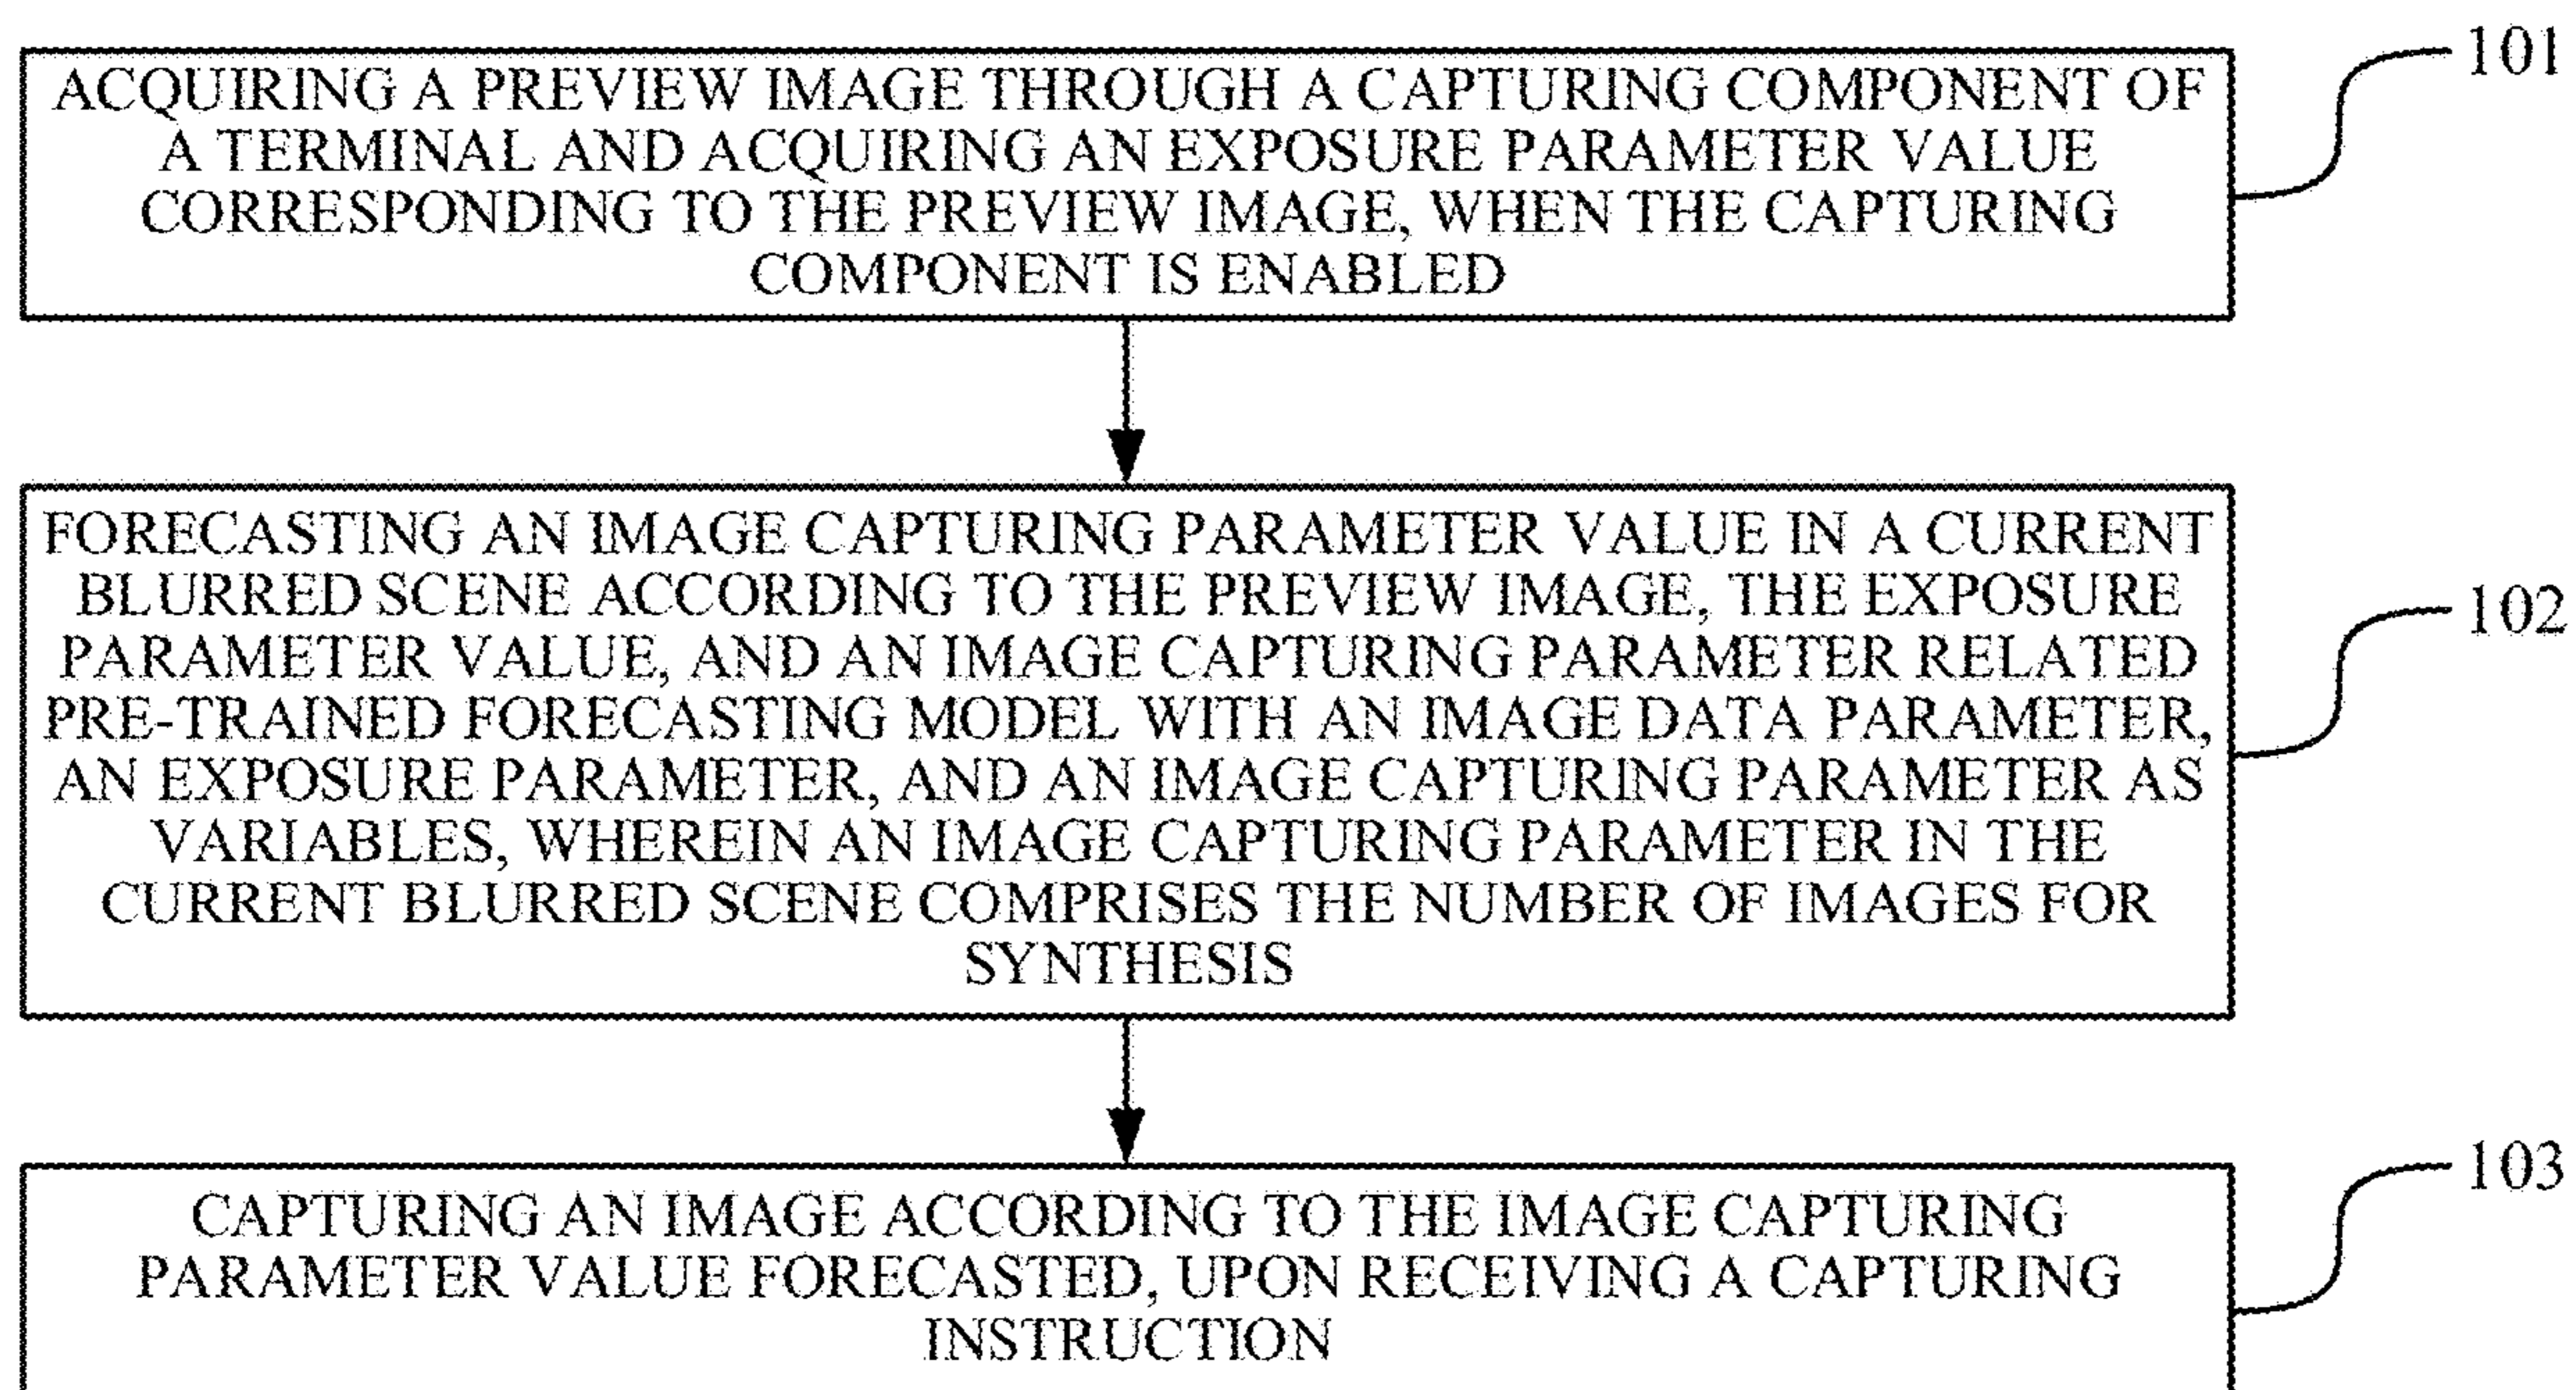 101
ACQUIRING A PREVIEW IMAGE THROUGH A CAPTURING COMPONENT OF
A TERMINAL AND ACQUIRING AN EXPOSURE PARAMETER VALUE
CORRESPONDING TO THE PREVIEW IMAGE, WHEN THE CAPTURING
COMPONENT IS ENABLED
102
FORECASTING AN IMAGE CAPTURING PARAMETER VALUE IN A CURRENT
BLURRED SCENE ACCORDING TO THE PREVIEW IMAGE, THE EXPOSURE
PARAMETER VALUE, AND AN IMAGE CAPTURING PARAMETER RELATED
PRE-TRAINED FORECASTING MODEL WITH AN IMAGE DATA PARAMETER,
AN EXPOSURE PARAMETER, AND AN IMAGE CAPTURING PARAMETER AS
VARIABLES, WHEREIN AN IMAGE CAPTURING PARAMETER IN THE
CURRENT BLURRED SCENE COMPRISES THE NUMBER OF IMAGES FOR
SYNTHESIS
103
CAPTURING AN IMAGE ACCORDING TO THE IMAGE CAPTURING
PARAMETER VALUE FORECASTED, UPON RECEIVING A CAPTURING
INSTRUCTION